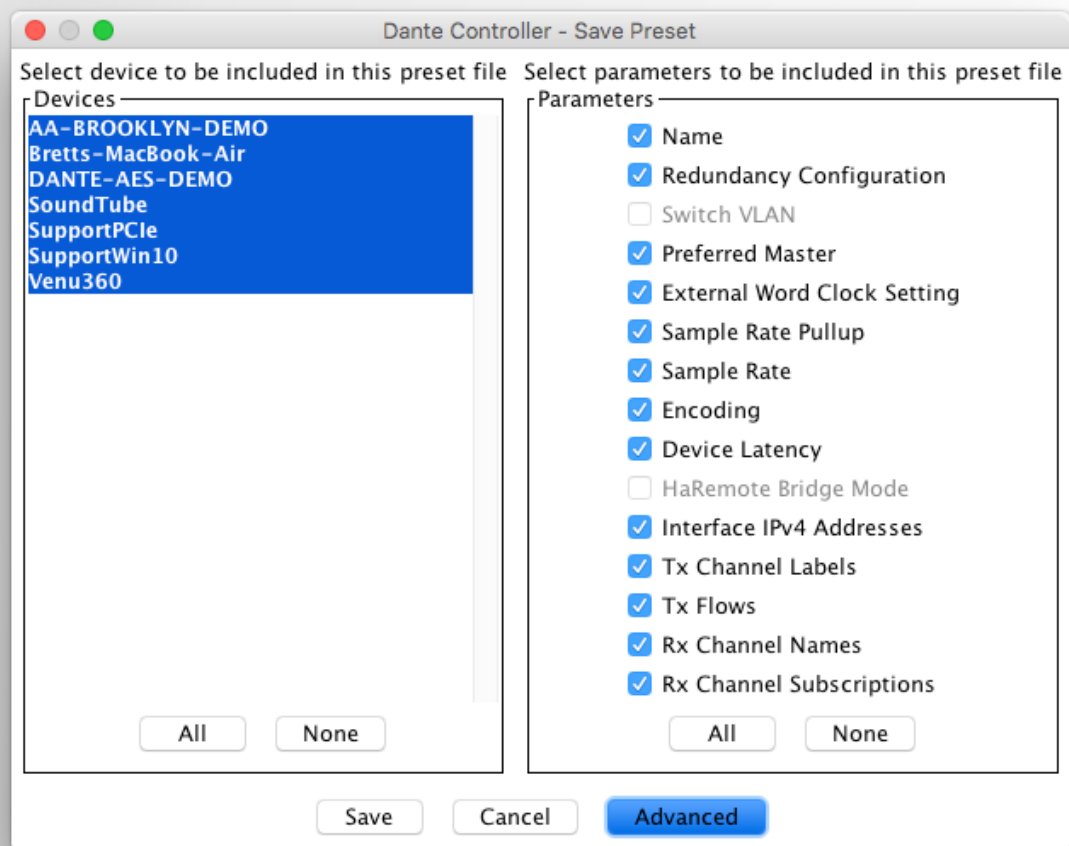 Dante Controller - Save Preset
Select device to be included in this preset file
Devices
AA-BROOKLYN-DEMO
Bretts-MacBook-Air
DANTE-AES-DEMO
SoundTube
SupportPCIe
SupportWin10
Venu360
All None
Select parameters to be included in this preset file
Parameters
Name
Redundancy Configuration
Switch VLAN
Preferred Master
External Word Clock Setting
Sample Rate Pullup
Sample Rate
Encoding
Device Latency
HaRemote Bridge Mode
Interface IPv4 Addresses
Tx Channel Labels
Tx Flows
Rx Channel Names
Rx Channel Subscriptions
All None
Save Cancel Advanced